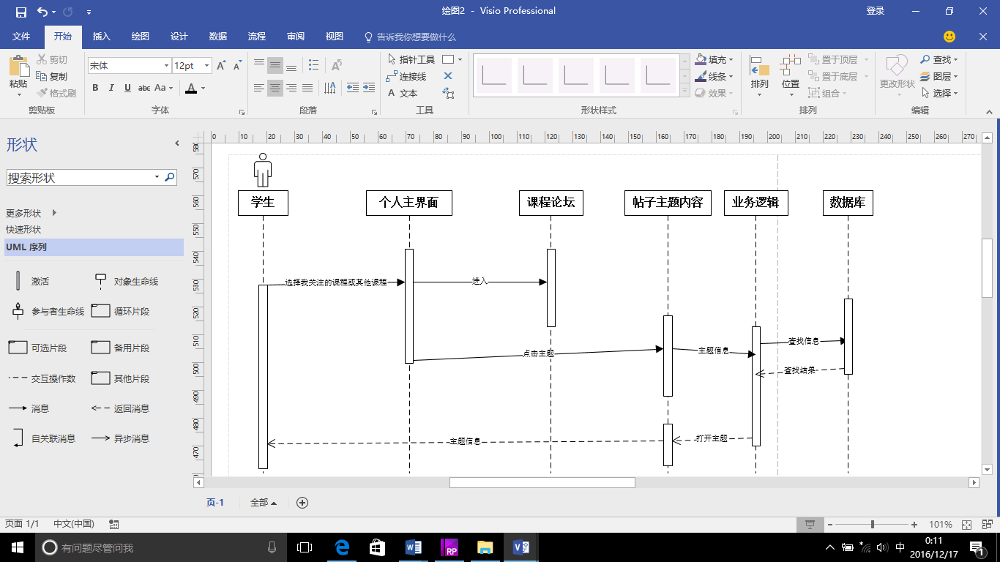 绘图2 - Visio Professional
登录
文件 开始 插入 绘图 设计 数据 流程 审阅 视图 告诉我你想要做什么
粘贴
剪切
复制
格式刷
剪贴板
宋体 12pt
B I U abc Aa A
字体
段落
指针工具
连接线
A 文本
工具
形状样式
填充
线条
效果
排列
位置
置于顶层
置于底层
组合
排列
更改形状
查找
图层
选择
编辑
形状
搜索形状
更多形状
快速形状
UML 序列
激活 对象生命线
参与者生命线 循环片段
可选片段 备用片段
交互操作数 其他片段
消息 返回消息
自关联消息 异步消息
0 10 20 30 40 50 60 70 80 90 100 110 120 130 140 150 160 170 180 190 200 210 220 230 240 250 260 270
570
560
550
540
530
520
510
500
490
480
470
学生 个人主界面 课程论坛 帖子主题内容 业务逻辑 数据库
选择我关注的课程或其他课程 进入
查找信息
点击主题 主题信息
查找结果
主题信息 打开主题
页-1 全部
页面 1/1 中文(中国) 101%
有问题尽管问我
中
0:11
2016/12/17
1